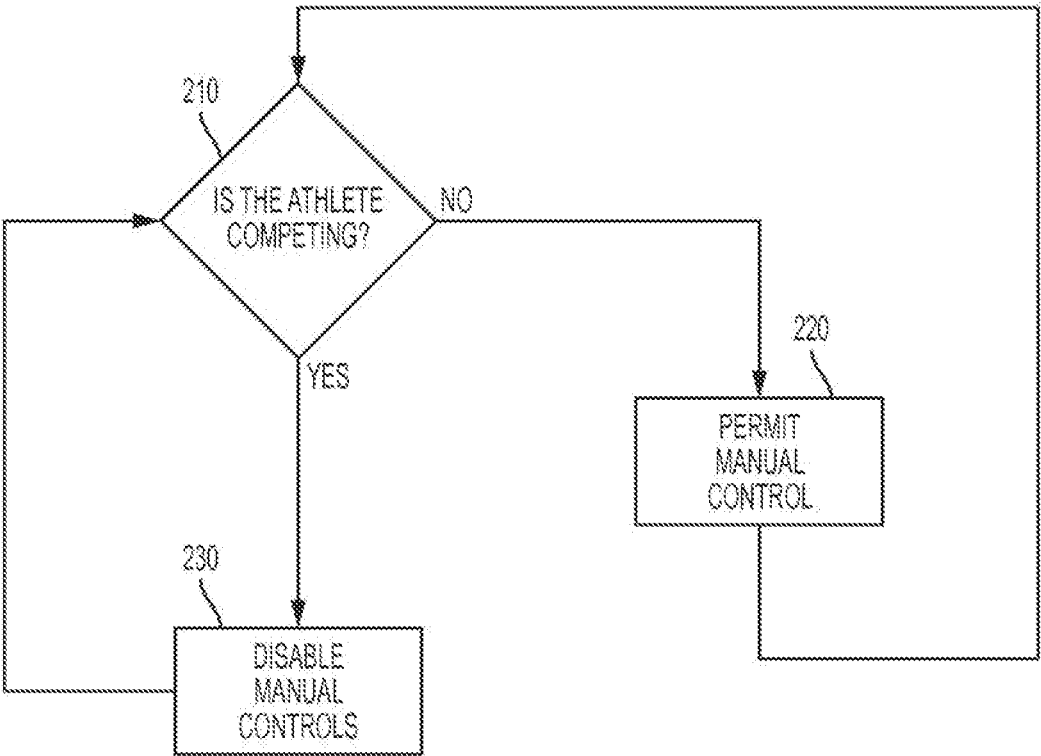 210
IS THE ATHLETE
COMPETING?
NO
YES
220
PERMIT
MANUAL
CONTROL
230
DISABLE
MANUAL
CONTROLS